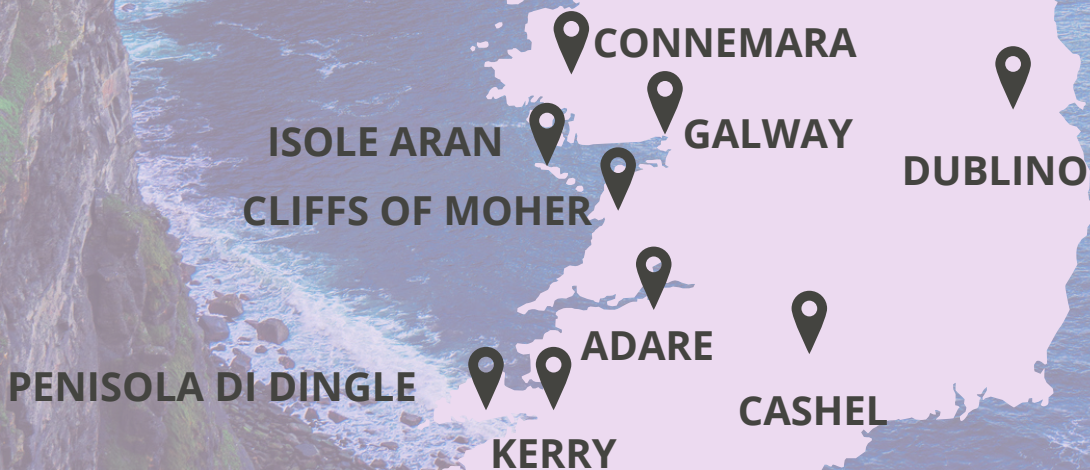 CONNEMARA
GALWAY
ISOLE ARAN
DUBLINO
CLIFFS OF MOHER
ADARE
PENISOLA DI DINGLE
CASHEL
KERRY